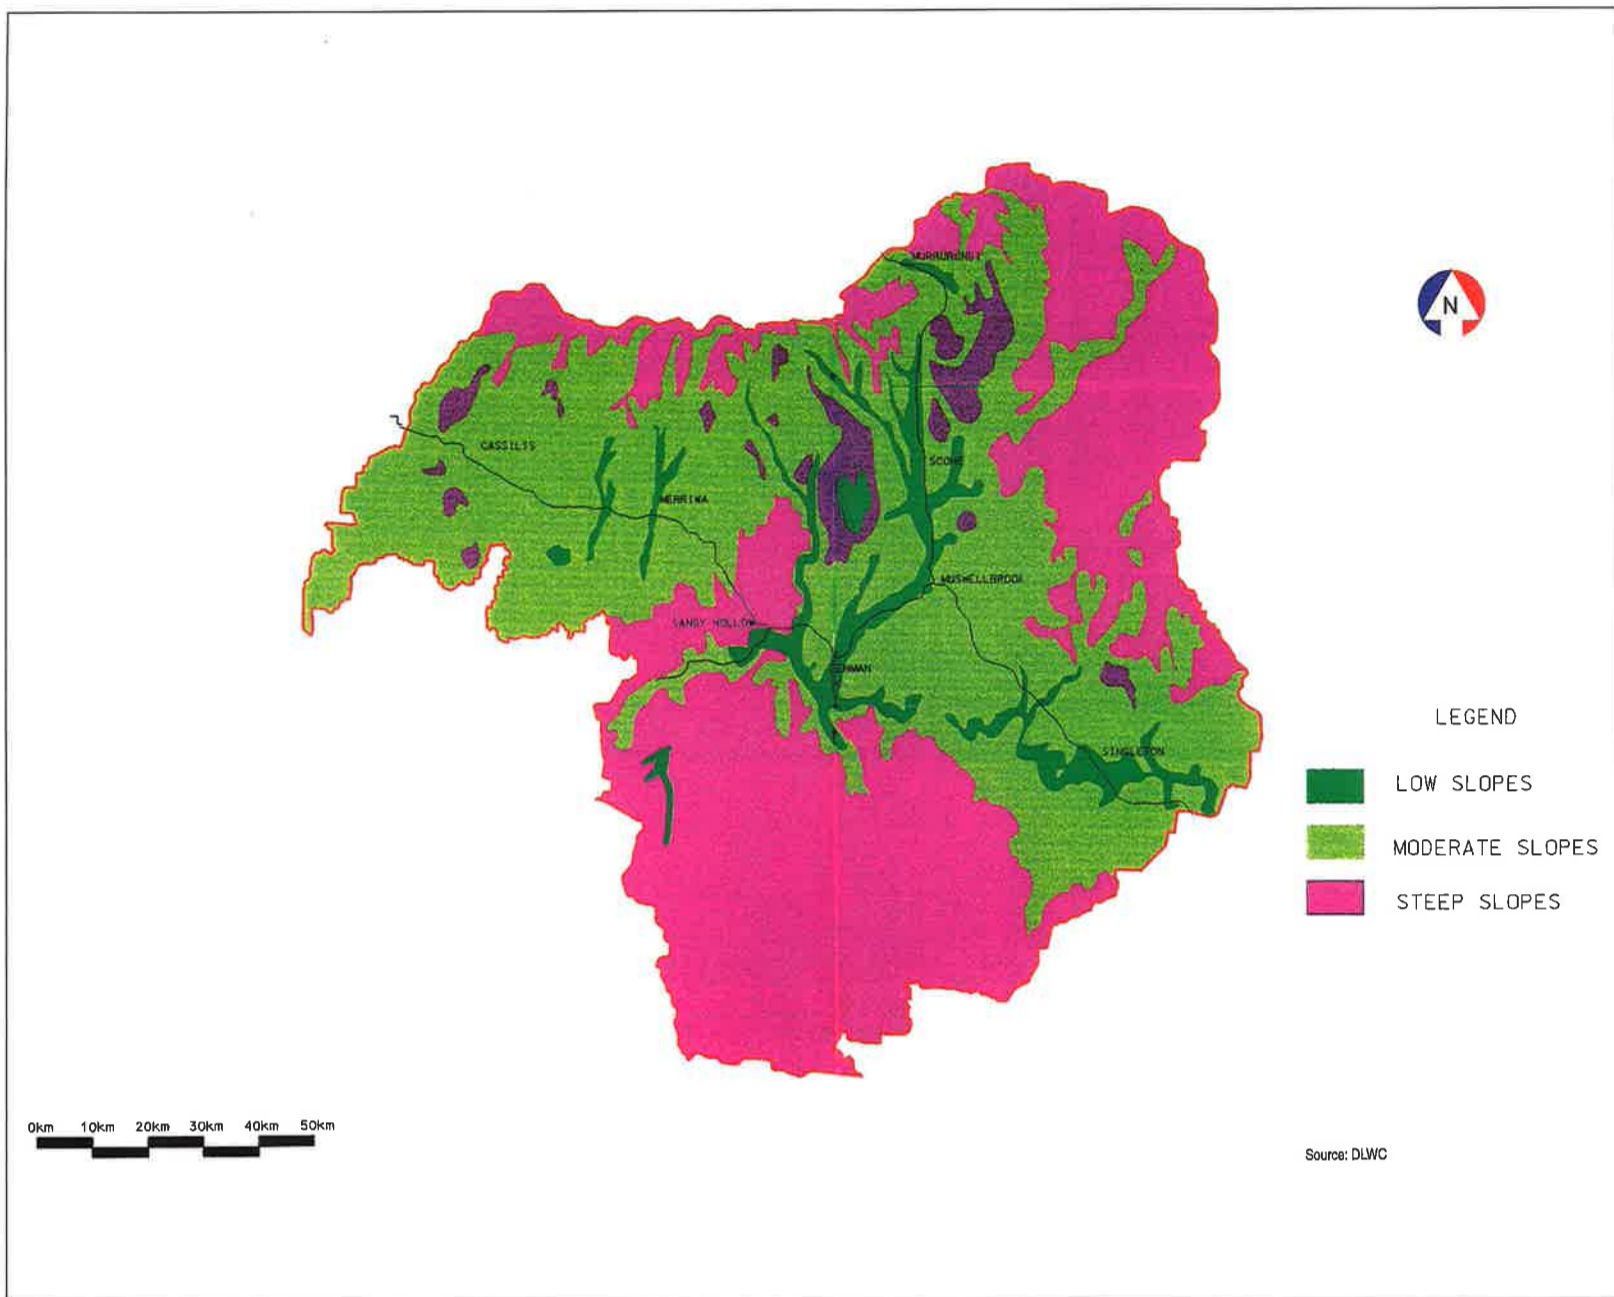 MURRURUNDI
N
CASSILIS
SCONE
MERRIWA
MUSWELLBROOK
SANDY HOLLOW
DENMAN
LEGEND
SINGLETON
LOW SLOPES
MODERATE SLOPES
STEEP SLOPES
0km 10km 20km 30km 40km 50km
Source: DLWC